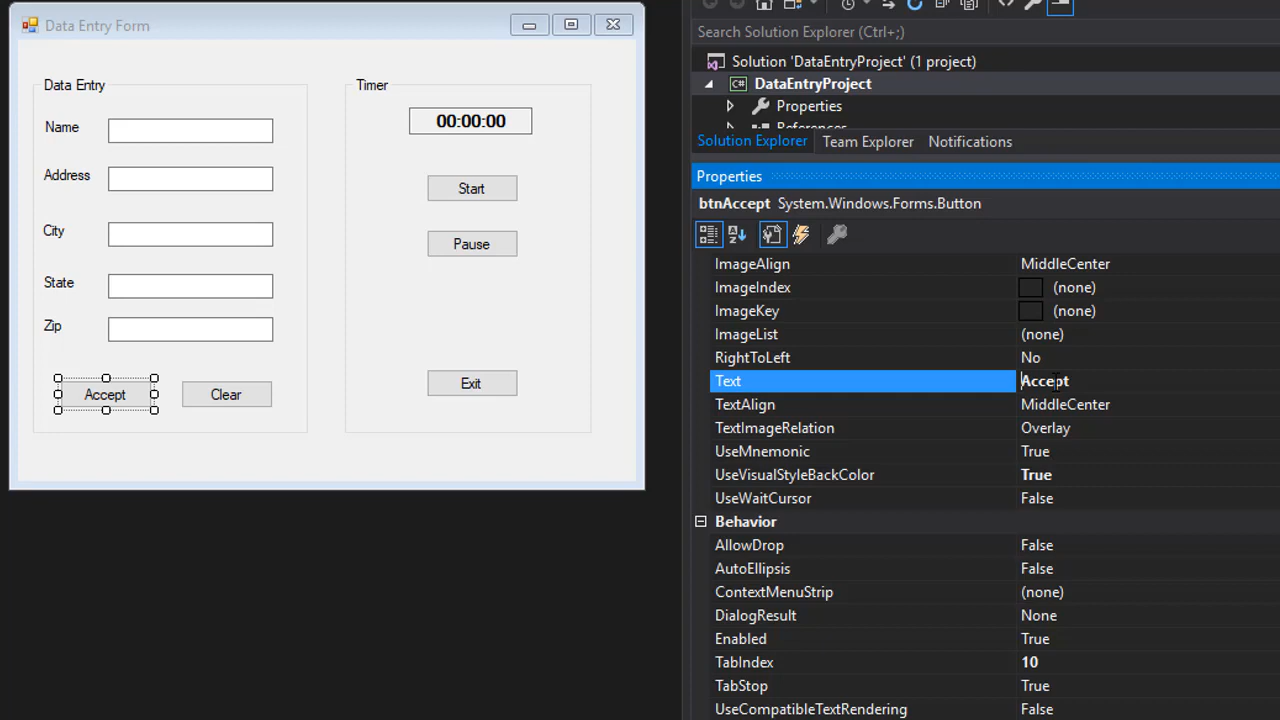 Data Entry Form
Data Entry
Name
Address
City
State
Zip
Accept
Clear
Timer
00:00:00
Start
Pause
Exit
Search Solution Explorer (Ctrl+;)
Solution 'DataEntryProject' (1 project)
C# DataEntryProject
Properties
References
Solution Explorer Team Explorer Notifications
Properties
btnAccept System.Windows.Forms.Button
ImageAlign MiddleCenter
ImageIndex (none)
ImageKey (none)
ImageList (none)
RightToLeft No
Text Accept
TextAlign MiddleCenter
TextImageRelation Overlay
UseMnemonic True
UseVisualStyleBackColor True
UseWaitCursor False
Behavior
AllowDrop False
AutoEllipsis False
ContextMenuStrip (none)
DialogResult None
Enabled True
TabIndex 10
TabStop True
UseCompatibleTextRendering False